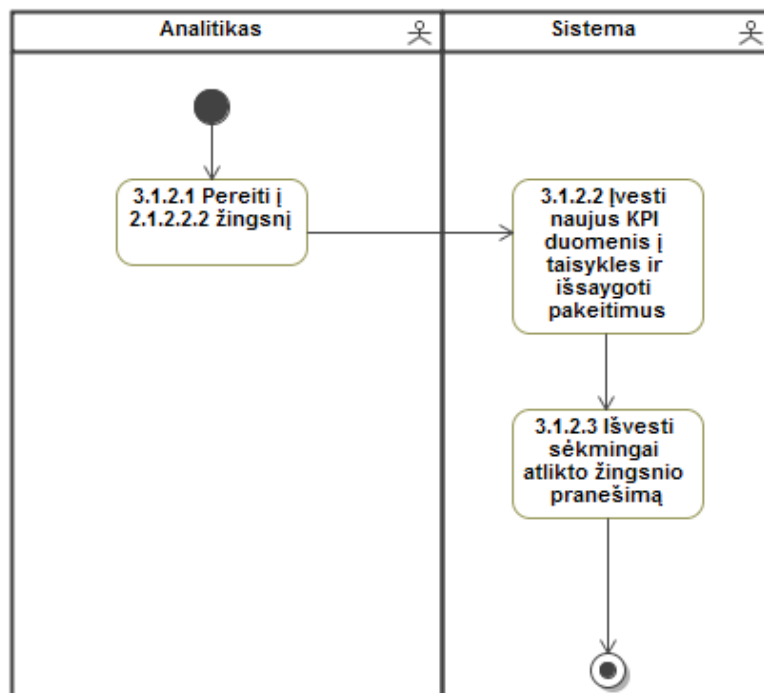 Analitikas
Sistema
3.1.2.1 Pereiti į
2.1.2.2.2 žingsnį
3.1.2.2 Įvesti
naujus KPI
duomenis į
taisykles ir
išsaygoti
pakeitimus
3.1.2.3 Išvesti
sėkmingai
atlikto žingsnio
pranešimą